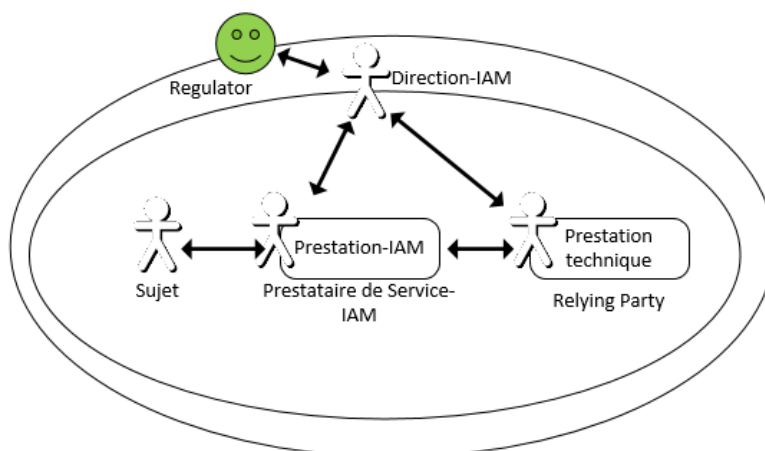 Direction-IAM
Regulator
Prestation-IAM
Prestation
technique
Sujet
Prestataire de Service-
IAM
Relying Party